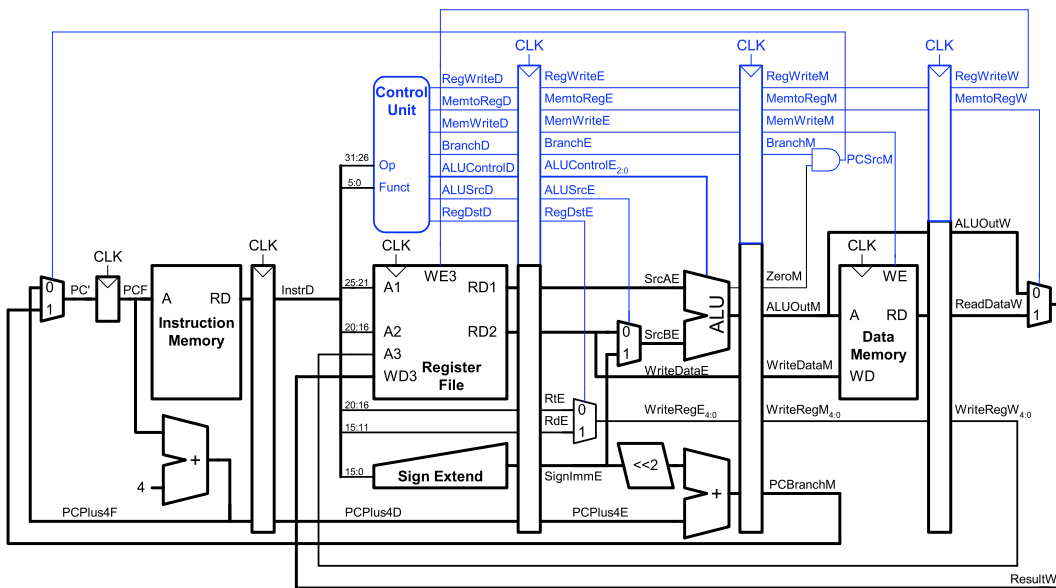 CLK CLK CLK
Control Unit
RegWriteD RegWriteE RegWriteM RegWriteW
MemtoRegD MemtoRegE MemtoRegM MemtoRegW
MemWriteD MemWriteE MemWriteM
BranchD BranchE BranchM
PCSrcM
31:26 Op ALUControlD ALUControlE2:0
5:0 Funct ALUSrcD ALUSrcE
RegDstD RegDstE
ALUOutW
CLK CLK CLK CLK
WE3 WE
0 1 PC' PCF A RD InstrD
Instruction Memory
25:21 A1 RD1 SrcAE ZeroM
ALU ALUOutM A RD 0 1 ReadDataW
20:16 A2 RD2 0 1 SrcBE
Data Memory
A3
WD3 Register File WriteDataE WriteDataM WD
20:16 RtE 0 WriteRegE4:0 WriteRegM4:0 WriteRegW4:0
15:11 RdE 1
+
15:0 Sign Extend SignImmE <<2
4 + PCBranchM
PCPlus4F PCPlus4D PCPlus4E
ResultW